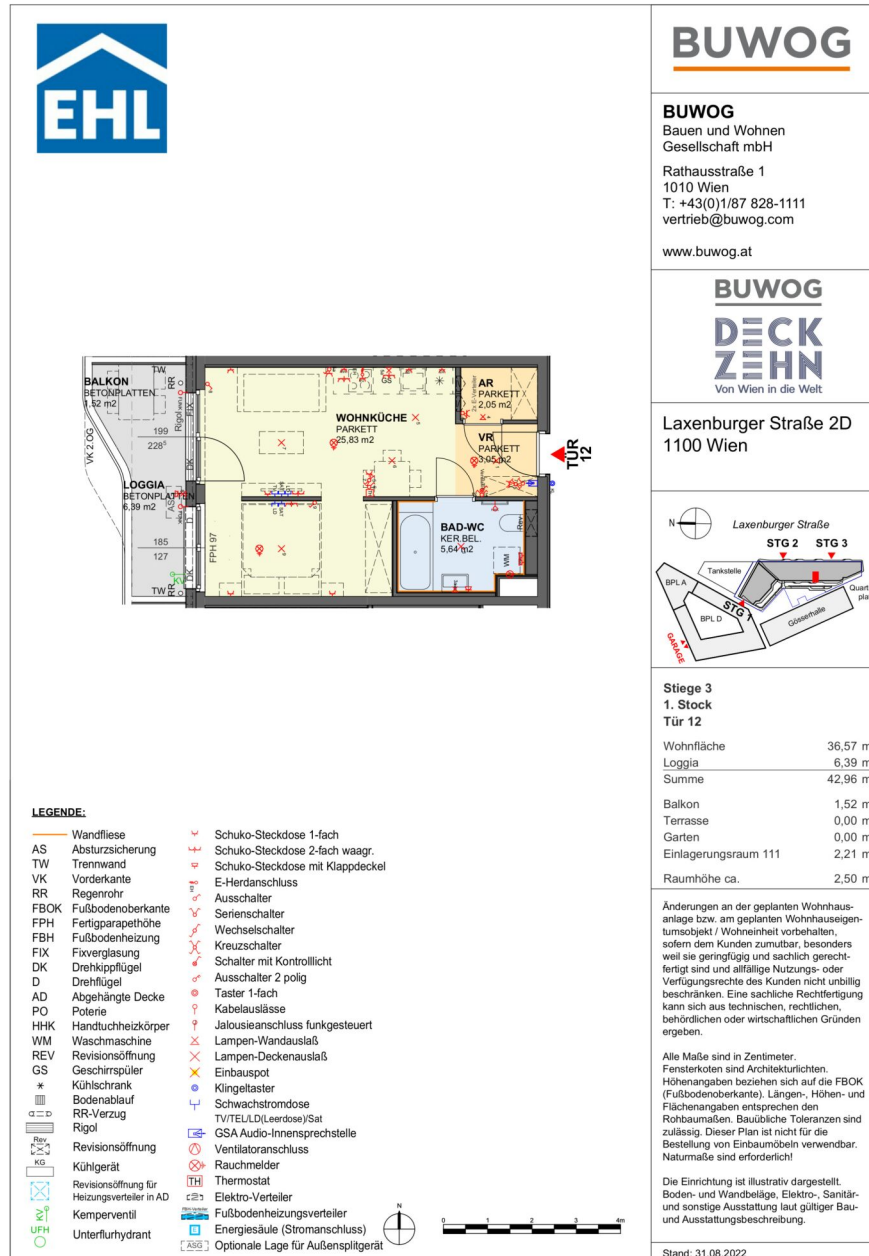 EHL
BUWOG
BUWOG
Bauen und Wohnen
Gesellschaft mbH
Rathausstraße 1
1010 Wien
T: +43(0)1/87 828-1111
vertrieb@buwog.com
www.buwog.at
BUWOG
DECK
ZEHN
Von Wien in die Welt
Laxenburger Straße 2D
1100 Wien
N
Laxenburger Straße
STG 2 STG 3
Tankstelle
BPL A
STG 1
BPL D
Gösserhalle
GARAGE
Stiege 3
1. Stock
Tür 12
Wohnfläche 36,57 m
Loggia 6,39 m
Summe 42,96 m
Balkon 1,52 m
Terrasse 0,00 m
Garten 0,00 m
Einlagerungsraum 111 2,21 m
Raumhöhe ca. 2,50 m
Änderungen an der geplanten Wohnhaus-
anlage bzw. am geplanten Wohnhauseigen-
tumsobjekt / Wohneinheit vorbehalten,
sofern dem Kunden zumutbar, besonders
weil sie geringfügig und sachlich gerecht-
fertigt sind und allfällige Nutzungs- oder
Verfügungsrechte des Kunden nicht unbillig
beschränken. Eine sachliche Rechtfertigung
kann sich aus technischen, rechtlichen,
behördlichen oder wirtschaftlichen Gründen
ergeben.
Alle Maße sind in Zentimeter.
Fensterkoten sind Architekturlichten.
Höhenangaben beziehen sich auf die FBOK
(Fußbodenoberkante). Längen-, Höhen- und
Flächenangaben entsprechen den
Rohbaumaßen. Bauübliche Toleranzen sind
zulässig. Dieser Plan ist nicht für die
Bestellung von Einbaumöbeln verwendbar.
Naturmaße sind erforderlich!
Die Einrichtung ist illustrativ dargestellt.
Boden- und Wandbeläge, Elektro-, Sanitär-
und sonstige Ausstattung laut gültiger Bau-
und Ausstattungsbeschreibung.
Stand: 31.08.2022
BALKON
BETONPLATTEN
1,52 m2
TW
RR
Rigol
FIX
VK 2.OG
199
228⁵
DK
LOGGIA
BETONPLATTEN
6,39 m2
ASG
D
185
127
FPH 97
KV
DK
TW
RR
WOHNKÜCHE
PARKETT
25,83 m2
GS
AR
PARKETT
2,05 m2
2x E-Verteiler
VR
PARKETT
3,05 m2
TÜR
12
BAD-WC
KER.BEL.
5,64 m2
Rev
WM
LEGENDE:
Wandfliese
AS Absturzsicherung
TW Trennwand
VK Vorderkante
RR Regenrohr
FBOK Fußbodenoberkante
FPH Fertigparapethöhe
FBH Fußbodenheizung
FIX Fixverglasung
DK Drehkippflügel
D Drehflügel
AD Abgehängte Decke
PO Poterie
HHK Handtuchheizkörper
WM Waschmaschine
REV Revisionsöffnung
GS Geschirrspüler
* Kühlschrank
Bodenablauf
RR-Verzug
Rigol
Rev Revisionsöffnung
KG Kühlgerät
Revisionsöffnung für
Heizungsverteiler in AD
KV Kemperventil
UFH Unterflurhydrant
Schuko-Steckdose 1-fach
Schuko-Steckdose 2-fach waagr.
Schuko-Steckdose mit Klappdeckel
E-Herdanschluss
Ausschalter
Serienschalter
Wechselschalter
Kreuzschalter
Schalter mit Kontrolllicht
Ausschalter 2 polig
Taster 1-fach
Kabelauslässe
Jalousieanschluss funkgesteuert
Lampen-Wandauslaß
Lampen-Deckenauslaß
Einbauspot
Klingeltaster
Schwachstromdose
TV/TEL/LD(Leerdose)/Sat
GSA Audio-Innensprechstelle
Ventilatoranschluss
Rauchmelder
TH Thermostat
Elektro-Verteiler
FBH-Verteiler Fußbodenheizungsverteiler
E Energiesäule (Stromanschluss)
ASG Optionale Lage für Außensplitgerät
N
0 1 2 3 4m